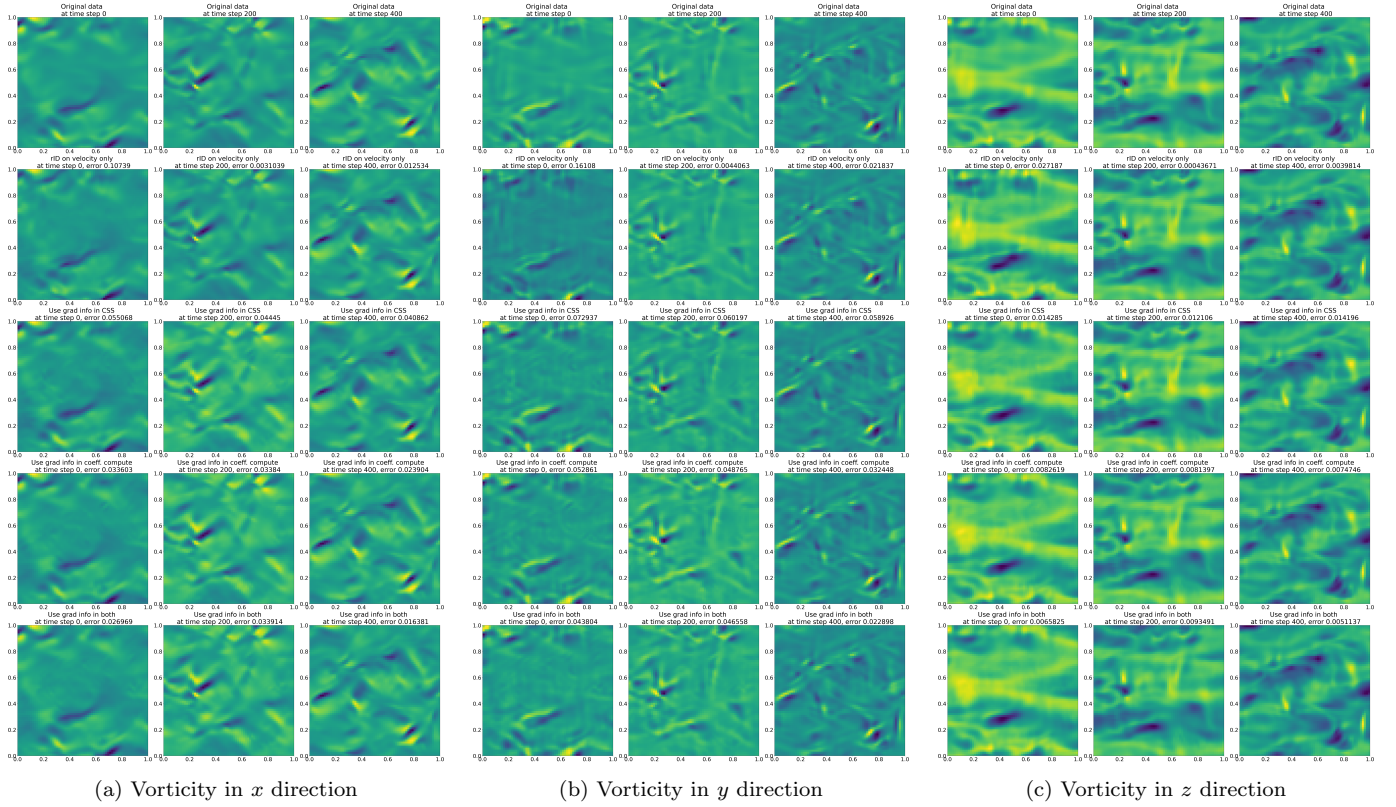 Original data
at time step 0
Original data
at time step 200
Original data
at time step 400
Original data
at time step 0
Original data
at time step 200
Original data
at time step 400
Original data
at time step 0
Original data
at time step 200
Original data
at time step 400
1.0
0.8
0.6
0.4
0.2
0.0
0.0 0.2 0.4 0.6 0.8 1.0
rID on velocity only
at time step 0, error 0.10739
rID on velocity only
at time step 200, error 0.0031039
rID on velocity only
at time step 400, error 0.012534
rID on velocity only
at time step 0, error 0.16108
rID on velocity only
at time step 200, error 0.0044063
rID on velocity only
at time step 400, error 0.021837
rID on velocity only
at time step 0, error 0.027187
rID on velocity only
at time step 200, error 0.00043671
rID on velocity only
at time step 400, error 0.0039814
Use grad info in CSS
at time step 0, error 0.055068
Use grad info in CSS
at time step 200, error 0.04445
Use grad info in CSS
at time step 400, error 0.040862
Use grad info in CSS
at time step 0, error 0.072937
Use grad info in CSS
at time step 200, error 0.060197
Use grad info in CSS
at time step 400, error 0.058926
Use grad info in CSS
at time step 0, error 0.014285
Use grad info in CSS
at time step 200, error 0.012106
Use grad info in CSS
at time step 400, error 0.014196
Use grad info in coeff. compute
at time step 0, error 0.033603
Use grad info in coeff. compute
at time step 200, error 0.03384
Use grad info in coeff. compute
at time step 400, error 0.023904
Use grad info in coeff. compute
at time step 0, error 0.052861
Use grad info in coeff. compute
at time step 200, error 0.048765
Use grad info in coeff. compute
at time step 400, error 0.032448
Use grad info in coeff. compute
at time step 0, error 0.0082619
Use grad info in coeff. compute
at time step 200, error 0.0081397
Use grad info in coeff. compute
at time step 400, error 0.0074746
Use grad info in both
at time step 0, error 0.026969
Use grad info in both
at time step 200, error 0.033914
Use grad info in both
at time step 400, error 0.016381
Use grad info in both
at time step 0, error 0.043804
Use grad info in both
at time step 200, error 0.046558
Use grad info in both
at time step 400, error 0.022898
Use grad info in both
at time step 0, error 0.0065825
Use grad info in both
at time step 200, error 0.0093491
Use grad info in both
at time step 400, error 0.0051137
(a) Vorticity in x direction
(b) Vorticity in y direction
(c) Vorticity in z direction